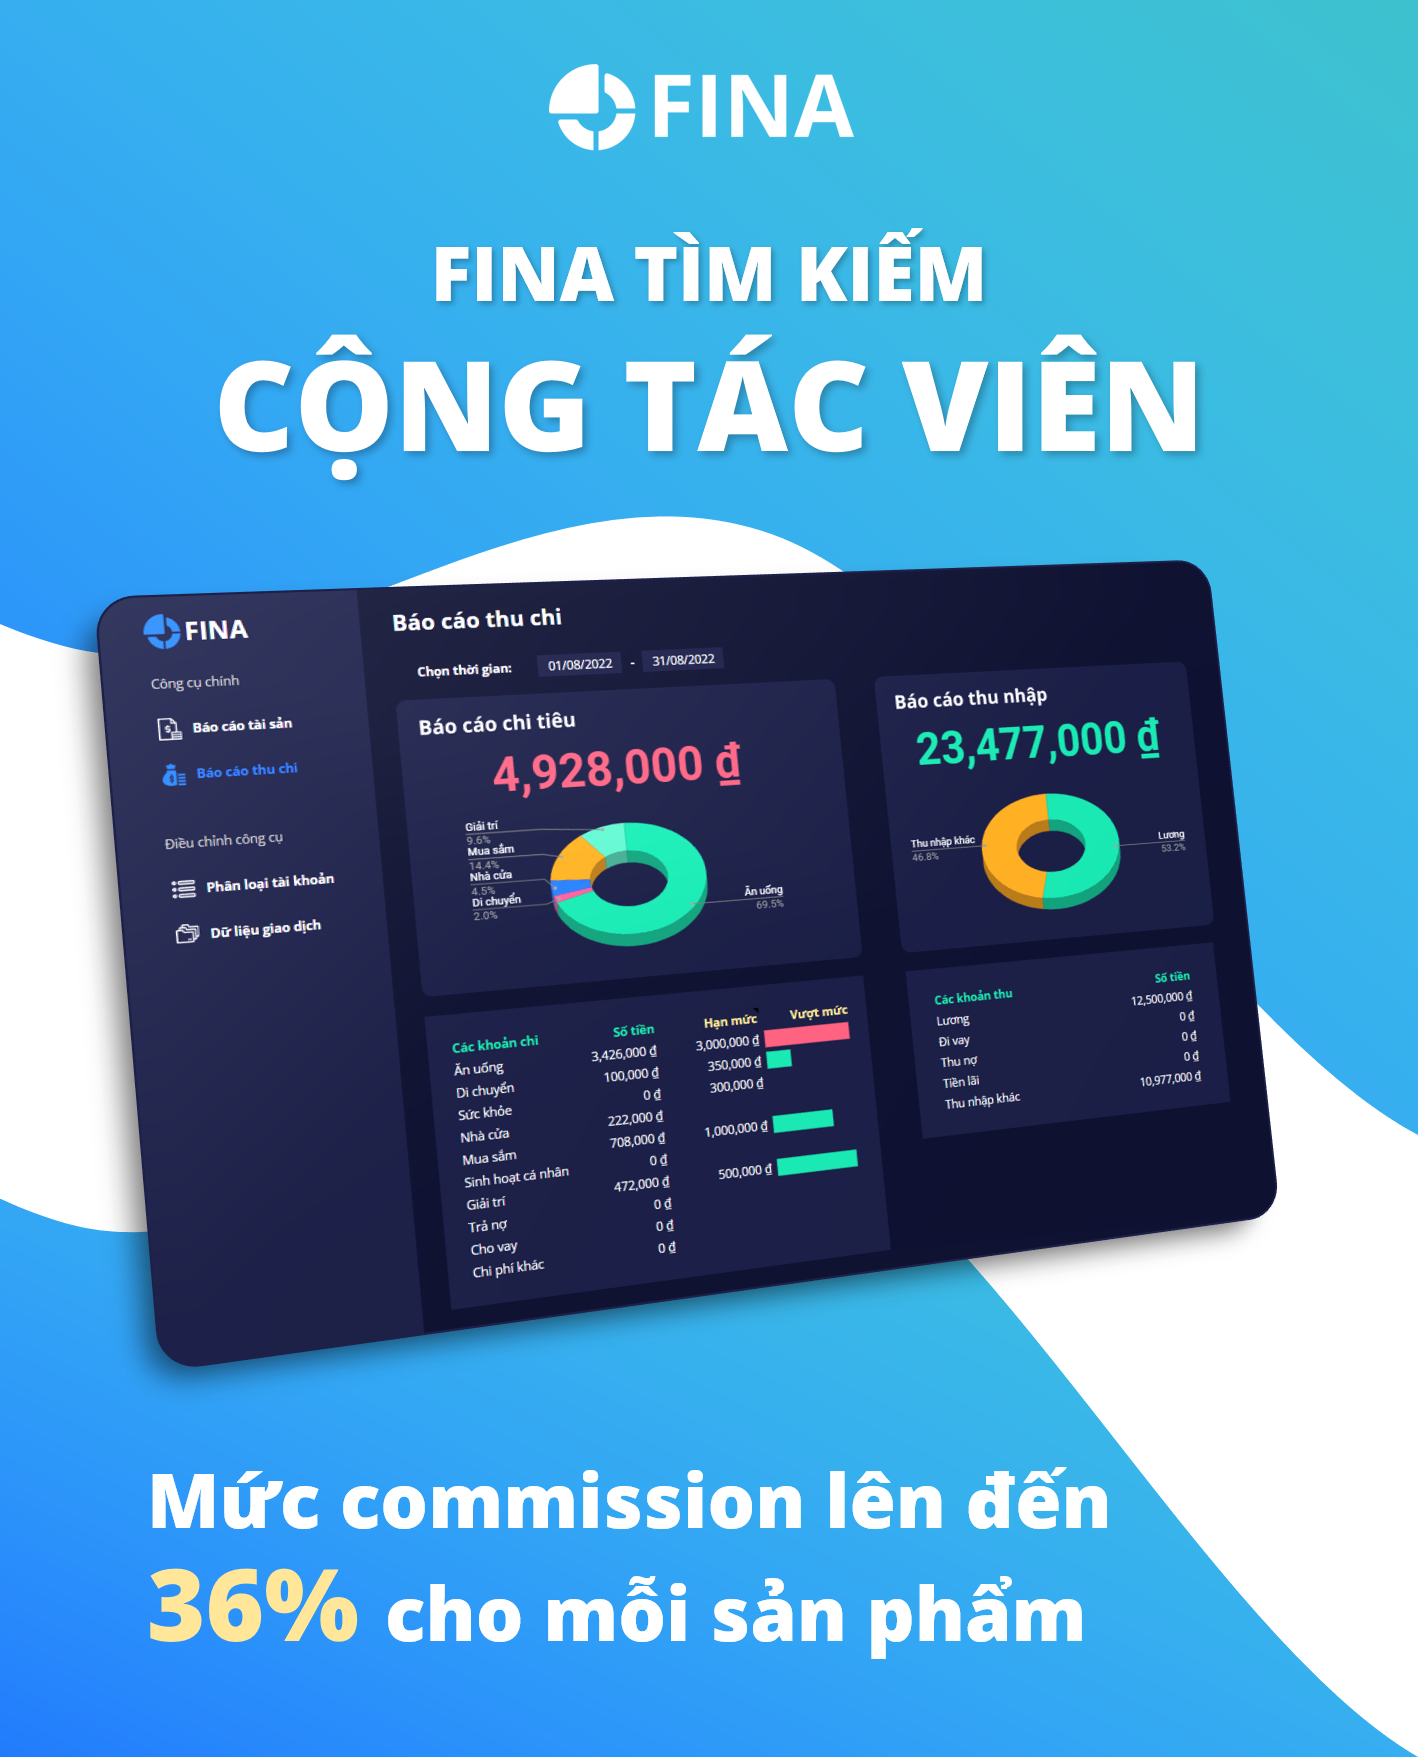 FINA
FINA TÌM KIẾM
CỘNG TÁC VIÊN
FINA
Công cụ chính
Báo cáo tài sản
Báo cáo thu chi
Điều chỉnh công cụ
Phân loại tài khoản
Dữ liệu giao dịch
Báo cáo thu chi
Chọn thời gian: 01/08/2022 - 31/08/2022
Báo cáo chi tiêu
4,928,000 ₫
Giải trí
9.6%
Mua sắm
14.4%
Nhà cửa
4.5%
Di chuyển
2.0%
Ăn uống
69.5%
Báo cáo thu nhập
23,477,000 ₫
Thu nhập khác
46.8%
Lương
53.2%
Các khoản chi Số tiền Hạn mức Vượt mức
Ăn uống 3,426,000 ₫ 3,000,000 ₫
Di chuyển 100,000 ₫ 350,000 ₫
Sức khỏe 0 ₫ 300,000 ₫
Nhà cửa 222,000 ₫
Mua sắm 708,000 ₫ 1,000,000 ₫
Sinh hoạt cá nhân 0 ₫
Giải trí 472,000 ₫ 500,000 ₫
Trả nợ 0 ₫
Cho vay 0 ₫
Chi phí khác 0 ₫
Các khoản thu Số tiền
Lương 12,500,000 ₫
Đi vay 0 ₫
Thu nợ 0 ₫
Tiền lãi 0 ₫
Thu nhập khác 10,977,000 ₫
Mức commission lên đến
36% cho mỗi sản phẩm